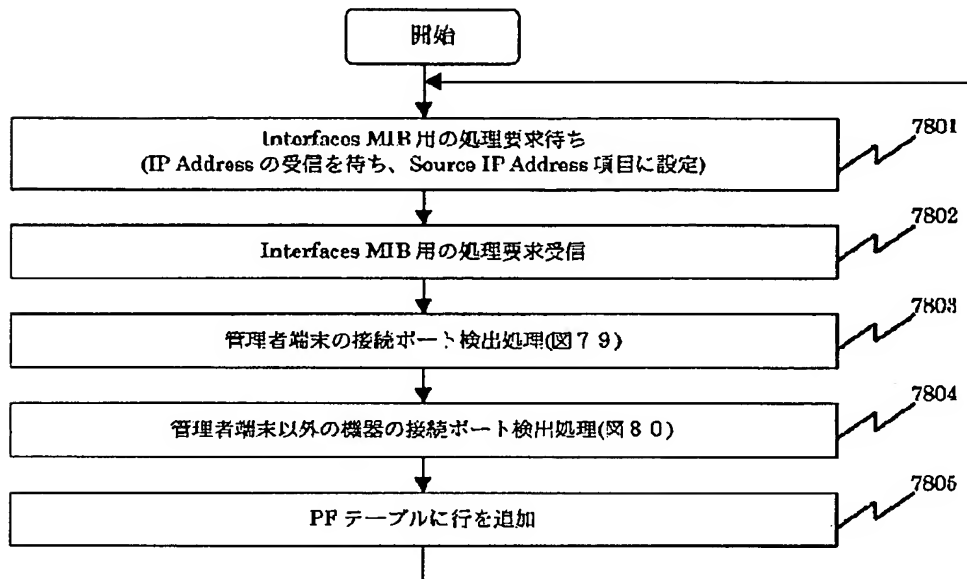 開始
Interfaces MIB 用の処理要求待ち
(IP Address の受信を待ち、Source IP Address 項目に設定)
7801
Interfaces MIB 用の処理要求受信
7802
管理者端末の接続ポート検出処理(図79)
7803
管理者端末以外の機器の接続ポート検出処理(図80)
7804
PF テーブルに行を追加
7805